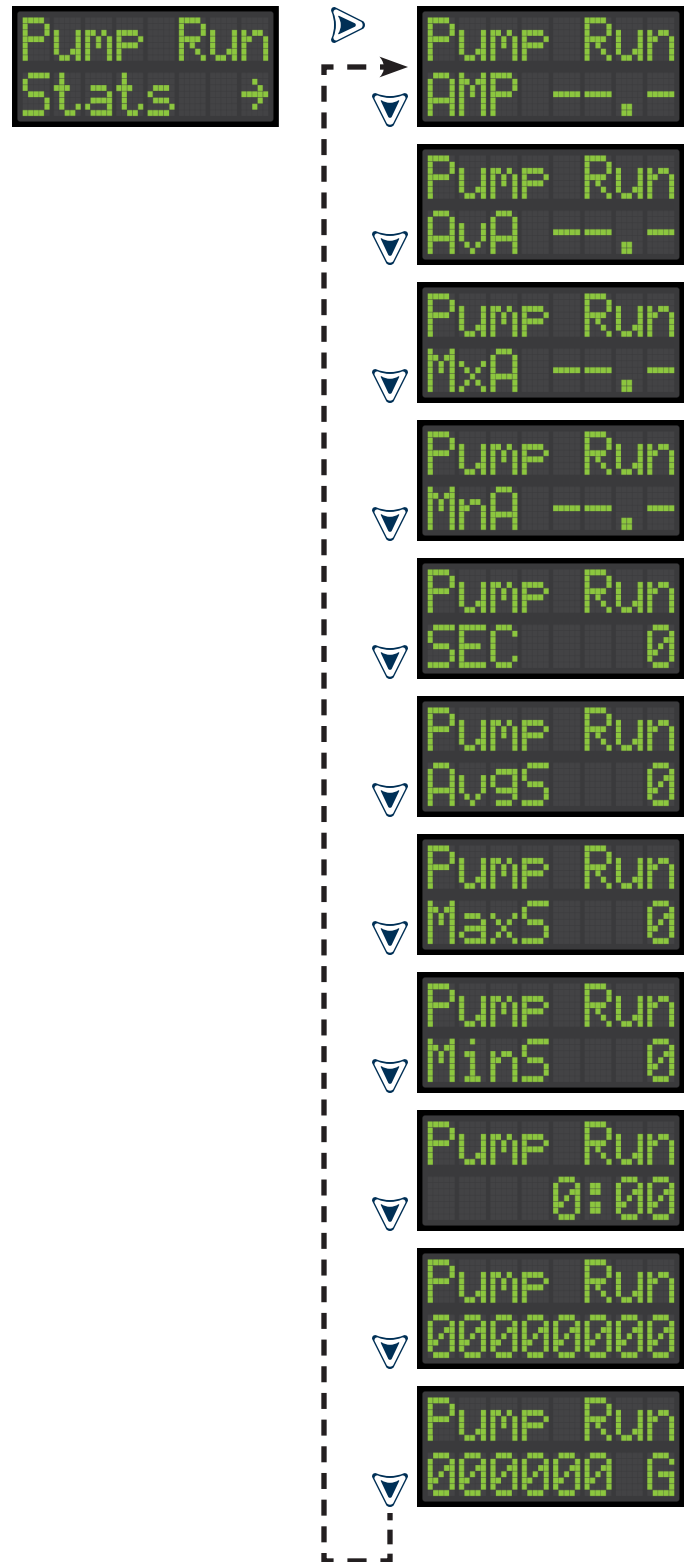 Pump Run
Stats →
Pump Run
AMP --.-
Pump Run
AvA --.-
Pump Run
MxA --.-
Pump Run
MnA --.-
Pump Run
SEC 0
Pump Run
AvgS 0
Pump Run
MaxS 0
Pump Run
MinS 0
Pump Run
0:00
Pump Run
00000000
Pump Run
000000 G